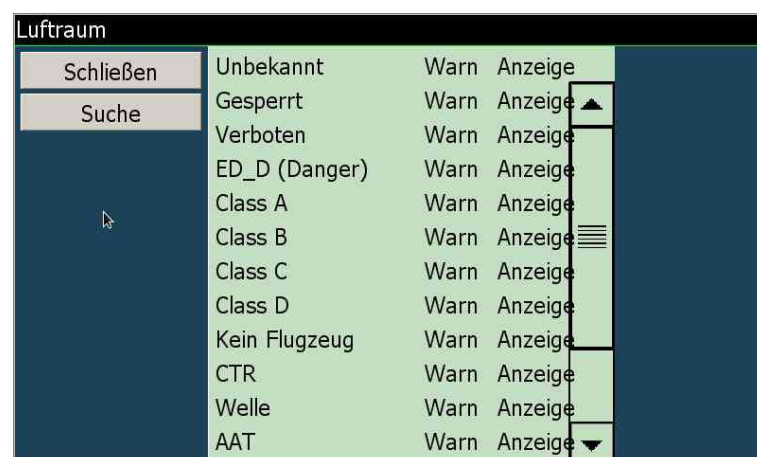 Luftraum
Schließen
Suche
Unbekannt Warn Anzeige
Gesperrt Warn Anzeige
Verboten Warn Anzeige
ED_D (Danger) Warn Anzeige
Class A Warn Anzeige
Class B Warn Anzeige
Class C Warn Anzeige
Class D Warn Anzeige
Kein Flugzeug Warn Anzeige
CTR Warn Anzeige
Welle Warn Anzeige
AAT Warn Anzeige